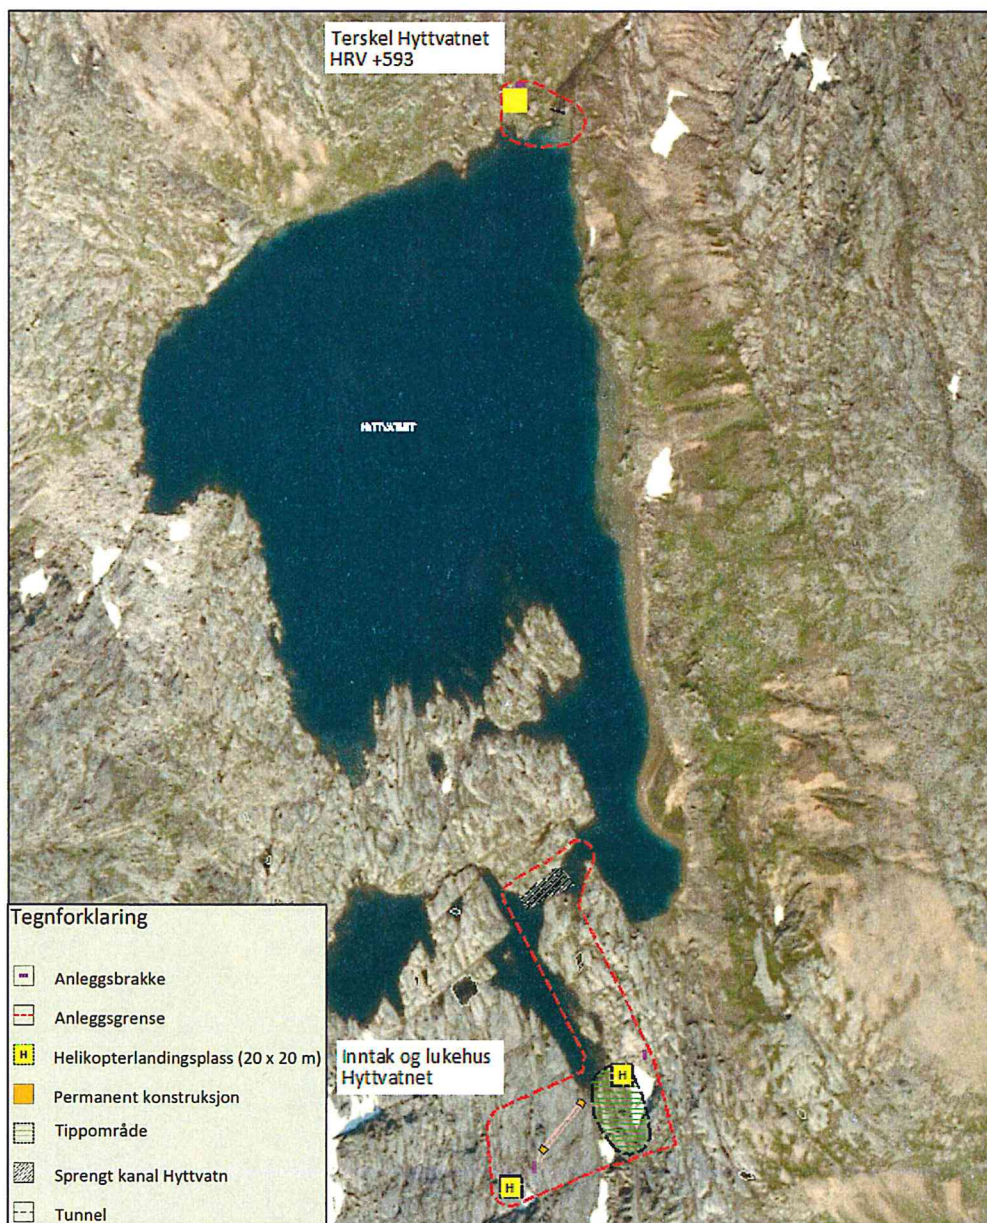 Terskel Hyttvatnet
HRV +593
HYTTVATNET
Inntak og lukehus
Hyttvatnet
H
H
Tegnforklaring
Anleggsbrakke
Anleggsgrense
H Helikopterlandingsplass (20 x 20 m)
Permanent konstruksjon
Tippområde
Sprengt kanal Hyttvatn
Tunnel